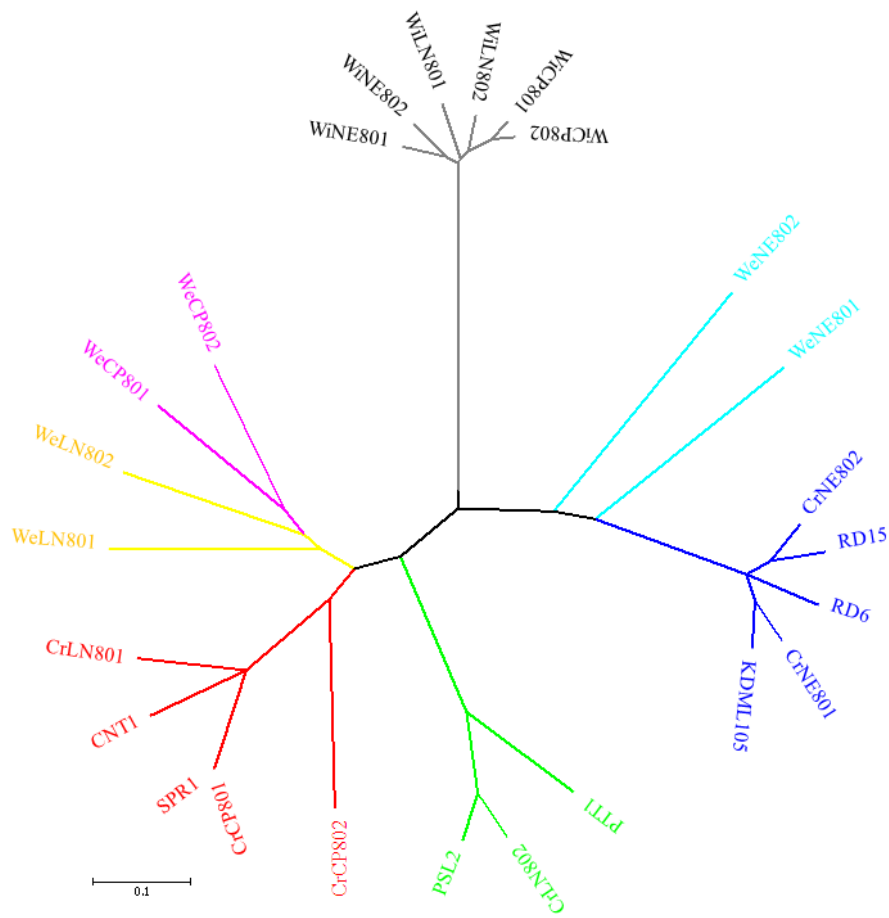 WiLN801
WiLN802
WiCP801
WiNE802
WiCP802
WiNE801
WeNE802
WeCP802
WeNE801
WeCP801
WeLN802
CrNE802
WeLN801
RD15
RD6
CrLN801
CrNE801
KDML105
CNT1
SPR1
CrCP801
PTT1
CrCP802
PSL2
CrLN802
0.1